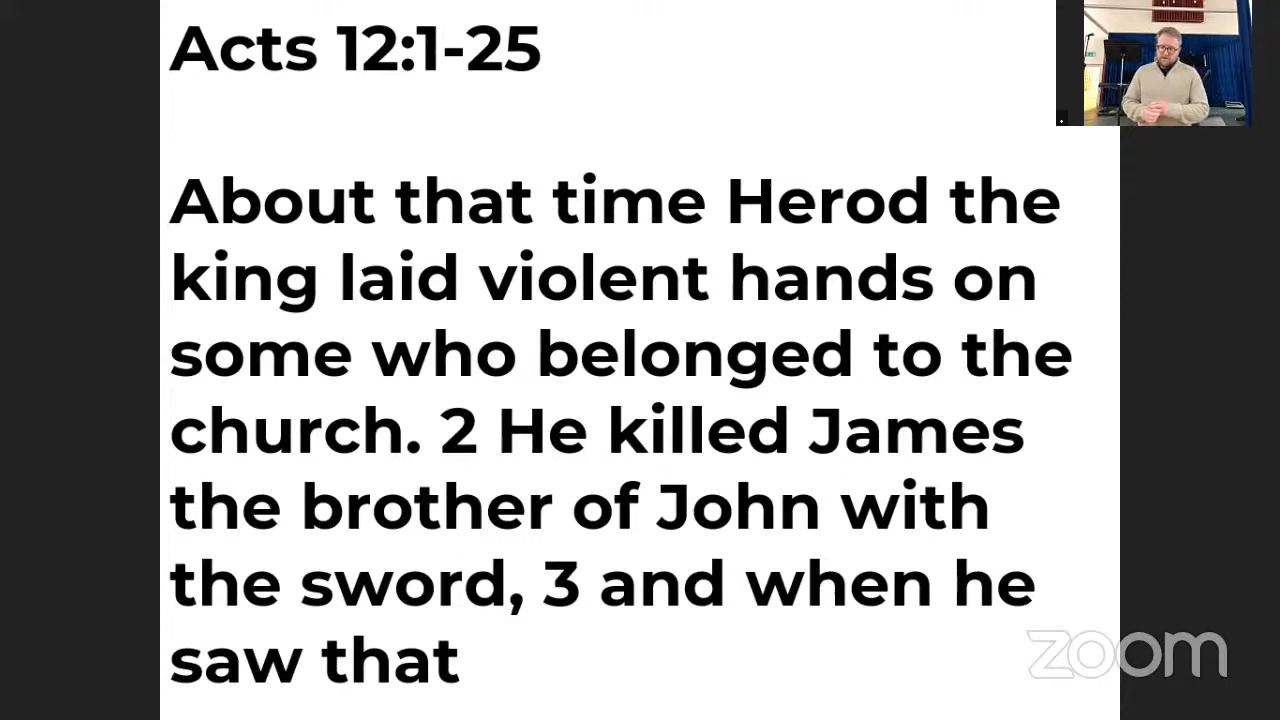 Acts 12:1-25
About that time Herod the
king laid violent hands on
some who belonged to the
church. 2 He killed James
the brother of John with
the sword, 3 and when he
saw that
zoom